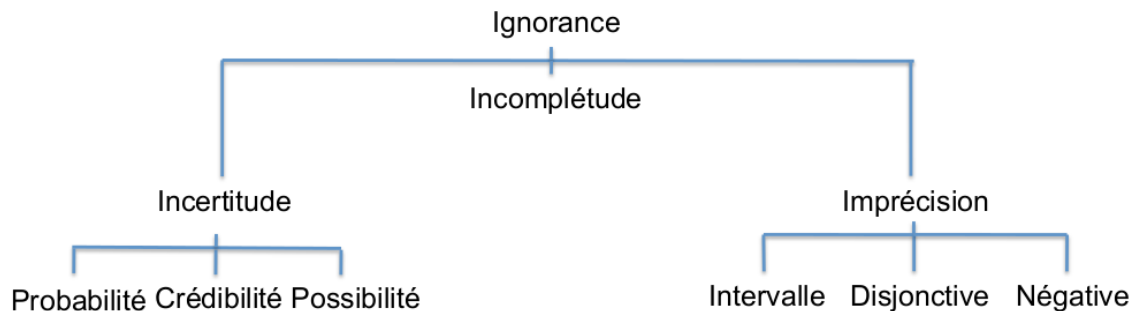 Ignorance
Incomplétude
Incertitude
Imprécision
Probabilité Crédibilité Possibilité
Intervalle Disjonctive Négative